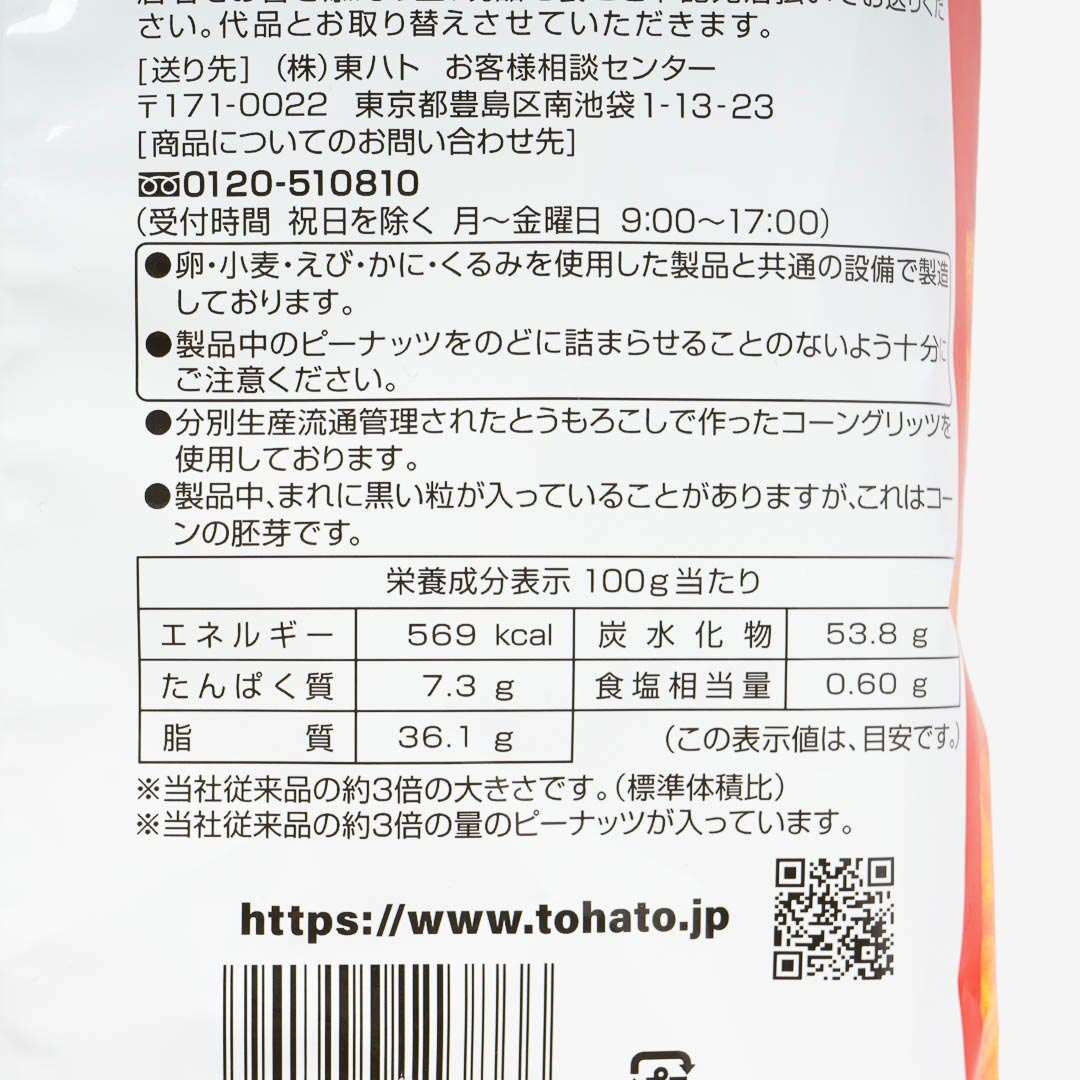 さい。代品とお取り替えさせていただきます。
[送り先] (株)東ハト お客様相談センター
〒171-0022 東京都豊島区南池袋1-13-23
[商品についてのお問い合わせ先]
0120-510810
(受付時間 祝日を除く 月〜金曜日 9:00〜17:00)
●卵・小麦・えび・かに・くるみを使用した製品と共通の設備で製造
しております。
●製品中のピーナッツをのどに詰まらせることのないよう十分に
ご注意ください。
●分別生産流通管理されたとうもろこしで作ったコーングリッツを
使用しております。
●製品中、まれに黒い粒が入っていることがありますが、これはコー
ンの胚芽です。
栄養成分表示 100g当たり
エネルギー 569 kcal 炭水化物 53.8 g
たんぱく質 7.3 g 食塩相当量 0.60 g
脂質 36.1 g (この表示値は、目安です。)
※当社従来品の約3倍の大きさです。(標準体積比)
※当社従来品の約3倍の量のピーナッツが入っています。
https://www.tohato.jp